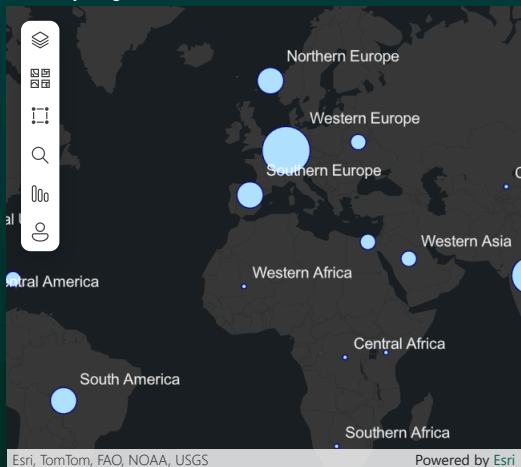 Northern Europe
Western Europe
Southern Europe
Western Asia
Western Africa
ntral America
Central Africa
South America
Southern Africa
Esri, TomTom, FAO, NOAA, USGS
Powered by Esri